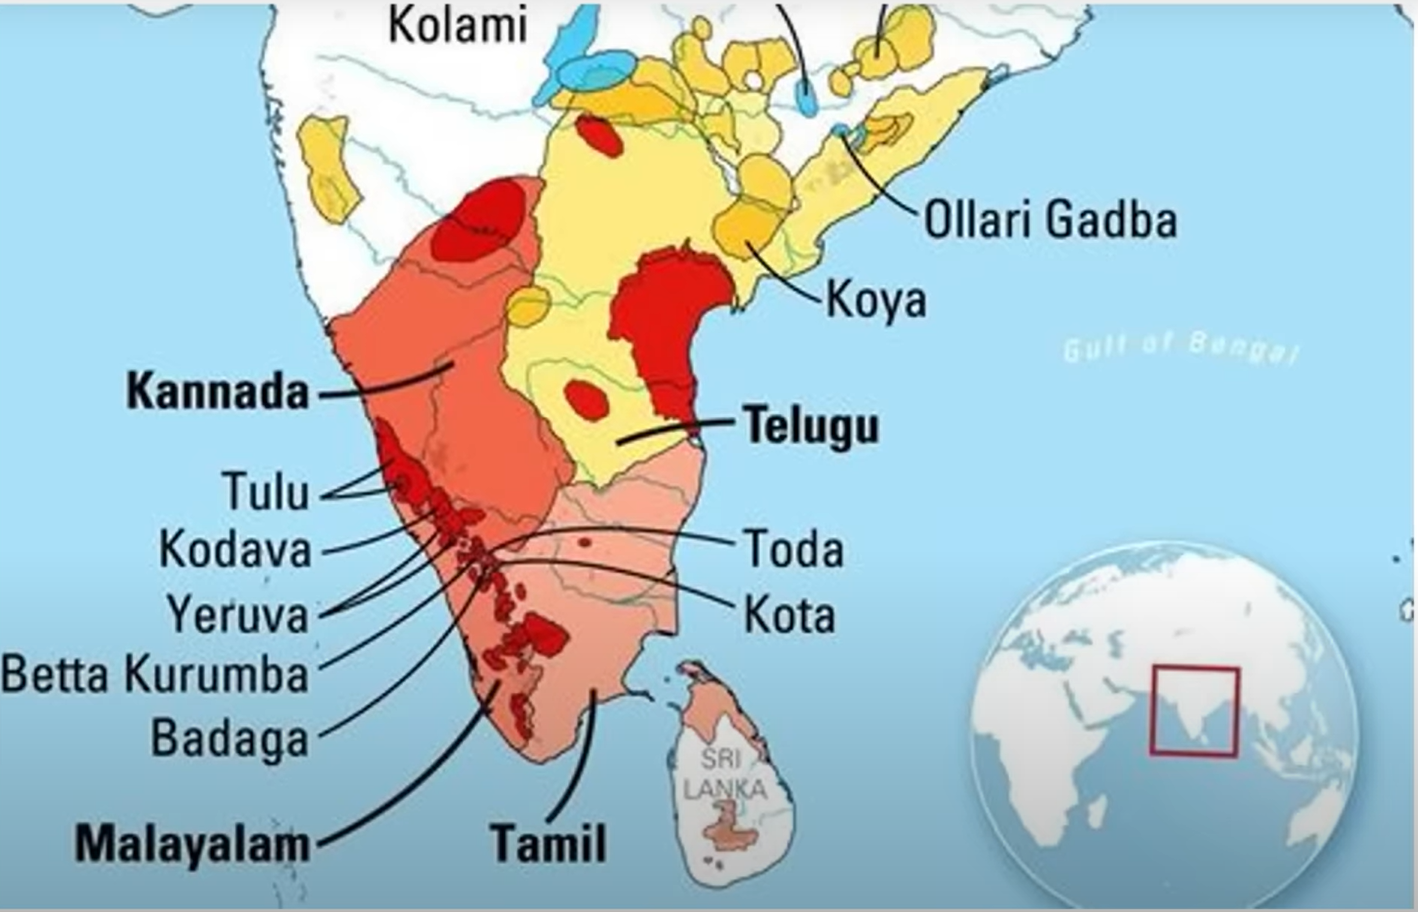 Kolami
Ollari Gadba
Koya
Gulf of Bengal
Kannada
Telugu
Tulu
Kodava
Toda
Yeruva
Kota
Betta Kurumba
Badaga
SRI
LANKA
Malayalam
Tamil